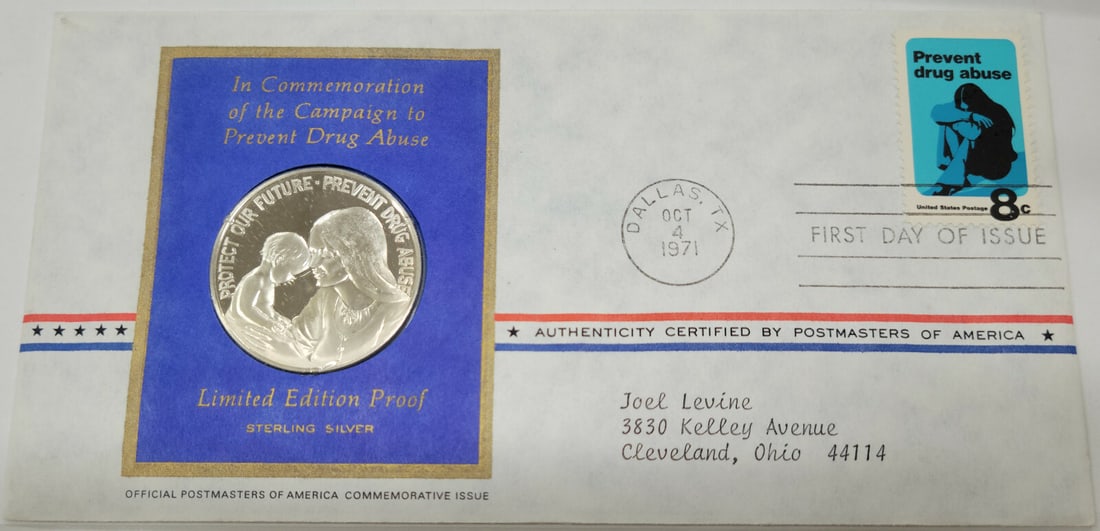 In Commemoration
of the Campaign to
Prevent Drug Abuse
PROTECT OUR FUTURE · PREVENT DRUG ABUSE
Limited Edition Proof
STERLING SILVER
OFFICIAL POSTMASTERS OF AMERICA COMMEMORATIVE ISSUE
Prevent
drug abuse
United States Postage 8c
DALLAS, TX
OCT
4
1971
FIRST DAY OF ISSUE
★ ★ ★ ★ ★ ★ AUTHENTICITY CERTIFIED BY POSTMASTERS OF AMERICA ★
Joel Levine
3830 Kelley Avenue
Cleveland, Ohio 44114